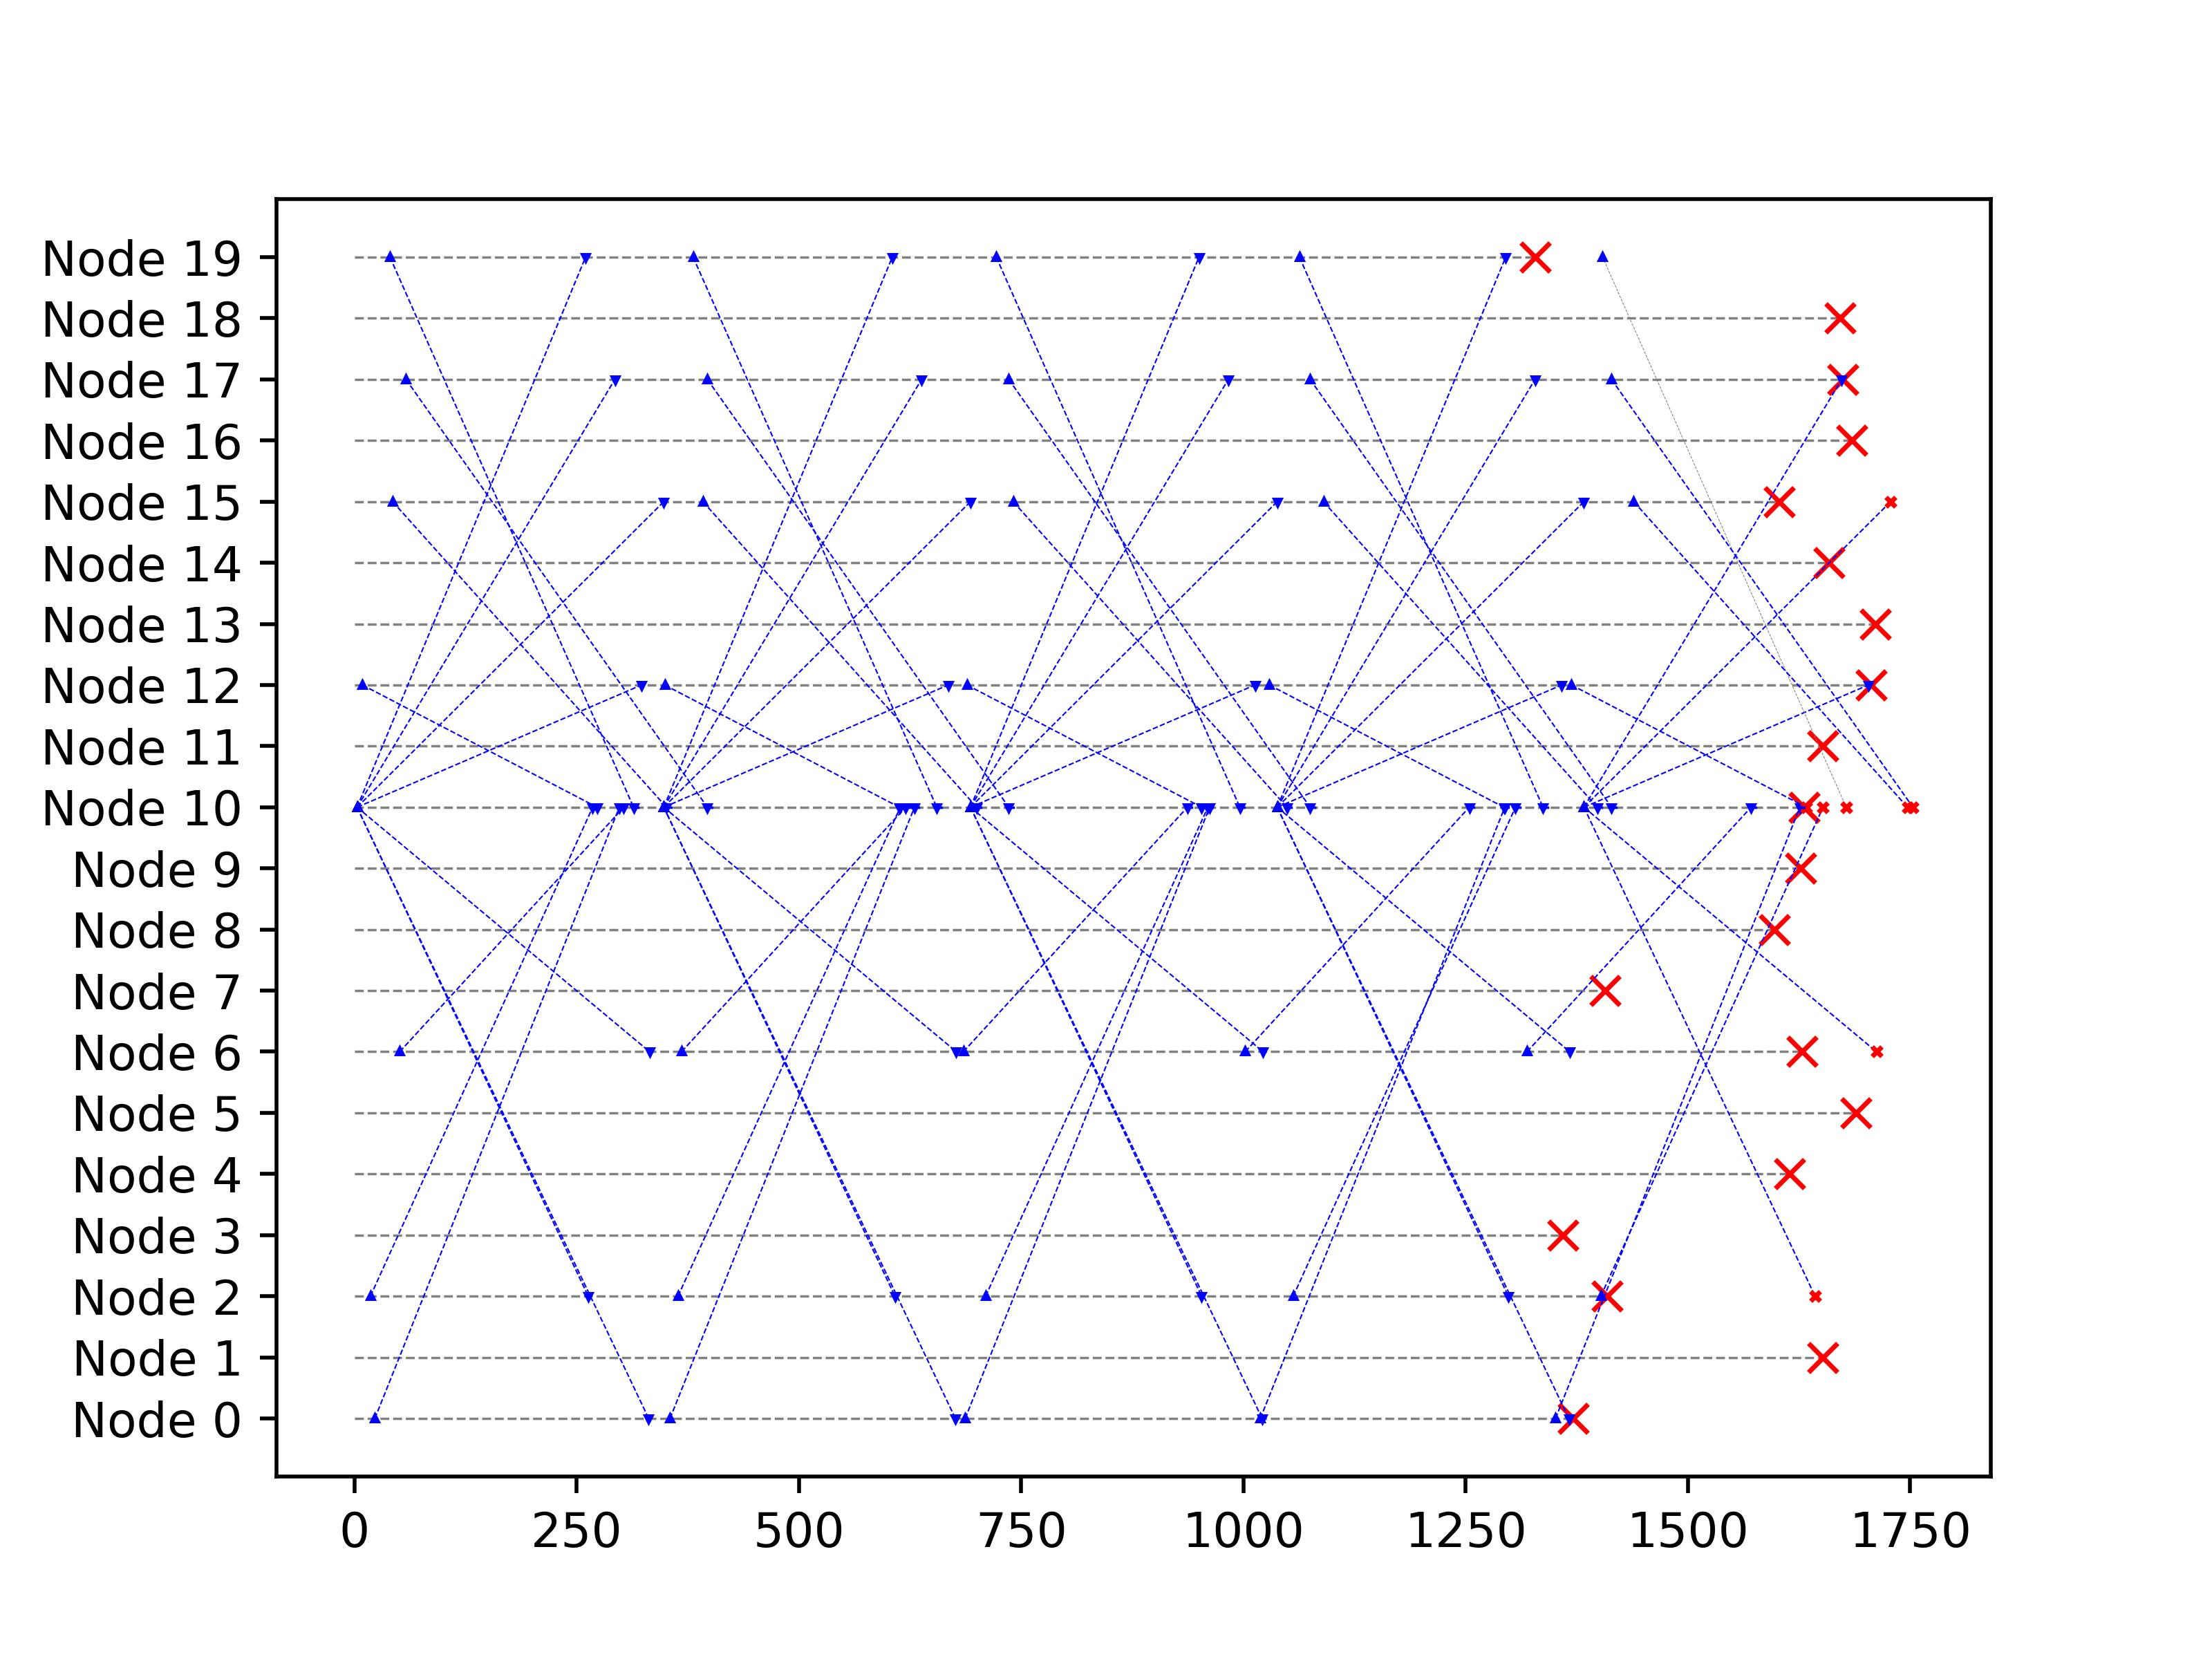 Node 19
Node 18
Node 17
Node 16
Node 15
Node 14
Node 13
Node 12
Node 11
Node 10
Node 9
Node 8
Node 7
Node 6
Node 5
Node 4
Node 3
Node 2
Node 1
Node 0
0 250 500 750 1000 1250 1500 1750